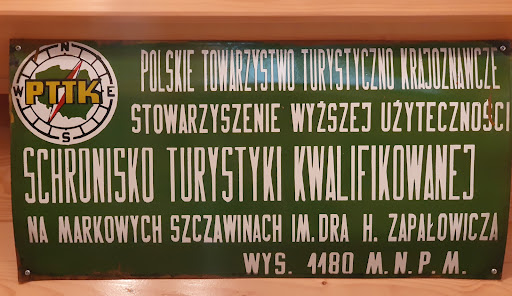 N
W PTTK E
S
POLSKIE TOWARZYSTWO TURYSTYCZNO KRAJOZNAWCZE
STOWARZYSZENIE WYŻSZEJ UŻYTECZNOŚCI
SCHRONISKO TURYSTYKI KWALIFIKOWANEJ
NA MARKOWYCH SZCZAWINACH IM. DRA H. ZAPAŁOWICZA
WYS. 1180 M.N.P.M.